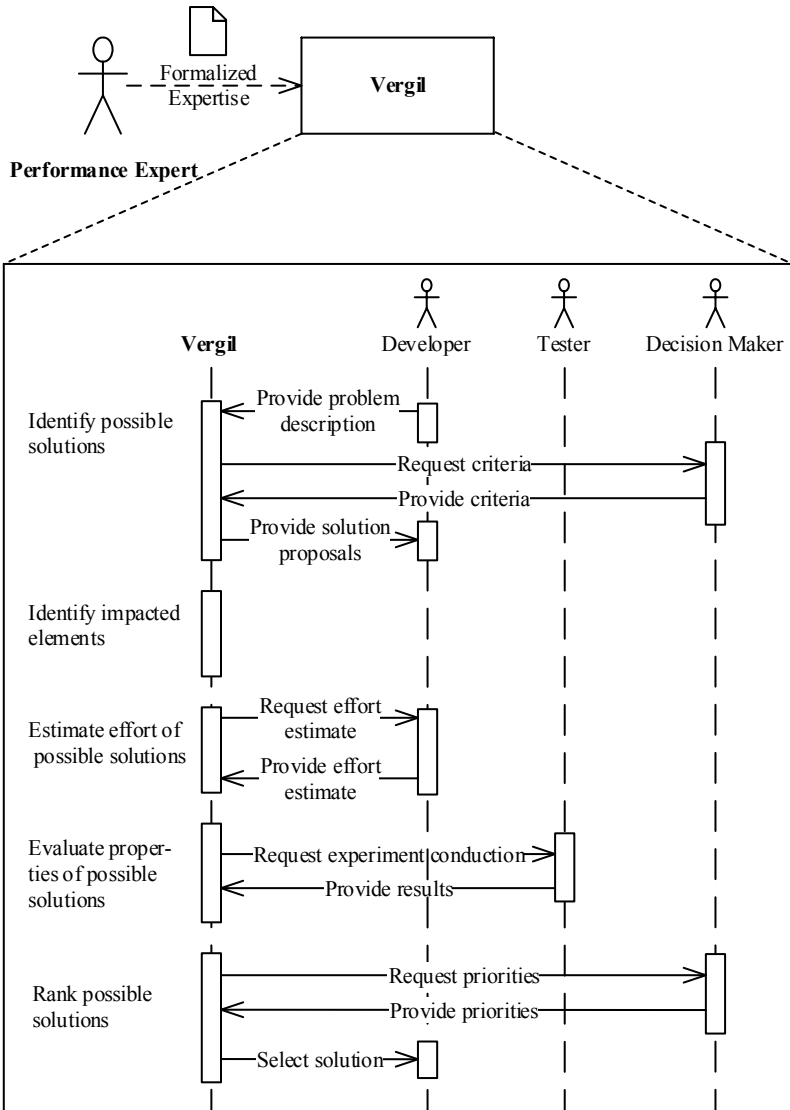 Formalized
Expertise
Vergil
Performance Expert
Vergil
Developer
Tester
Decision Maker
Identify possible
solutions
Provide problem
description
Request criteria
Provide criteria
Provide solution
proposals
Identify impacted
elements
Estimate effort of
possible solutions
Request effort
estimate
Provide effort
estimate
Evaluate proper-
ties of possible
solutions
Request experiment conduction
Provide results
Rank possible
solutions
Request priorities
Provide priorities
Select solution